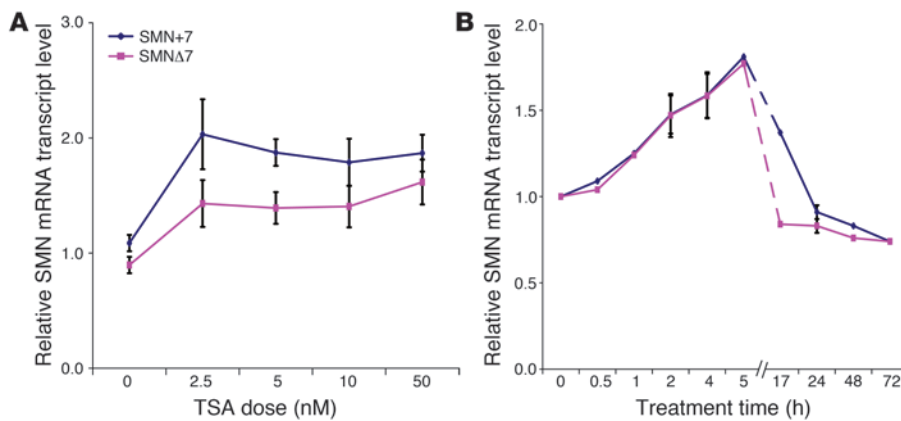 A
Relative SMN mRNA transcript level
3.0
2.0
1.0
0.0
SMN+7
SMNΔ7
0 2.5 5 10 50
TSA dose (nM)
B
Relative SMN mRNA transcript level
2.0
1.5
1.0
0.5
0.0
0 0.5 1 2 4 5 // 17 24 48 72
Treatment time (h)